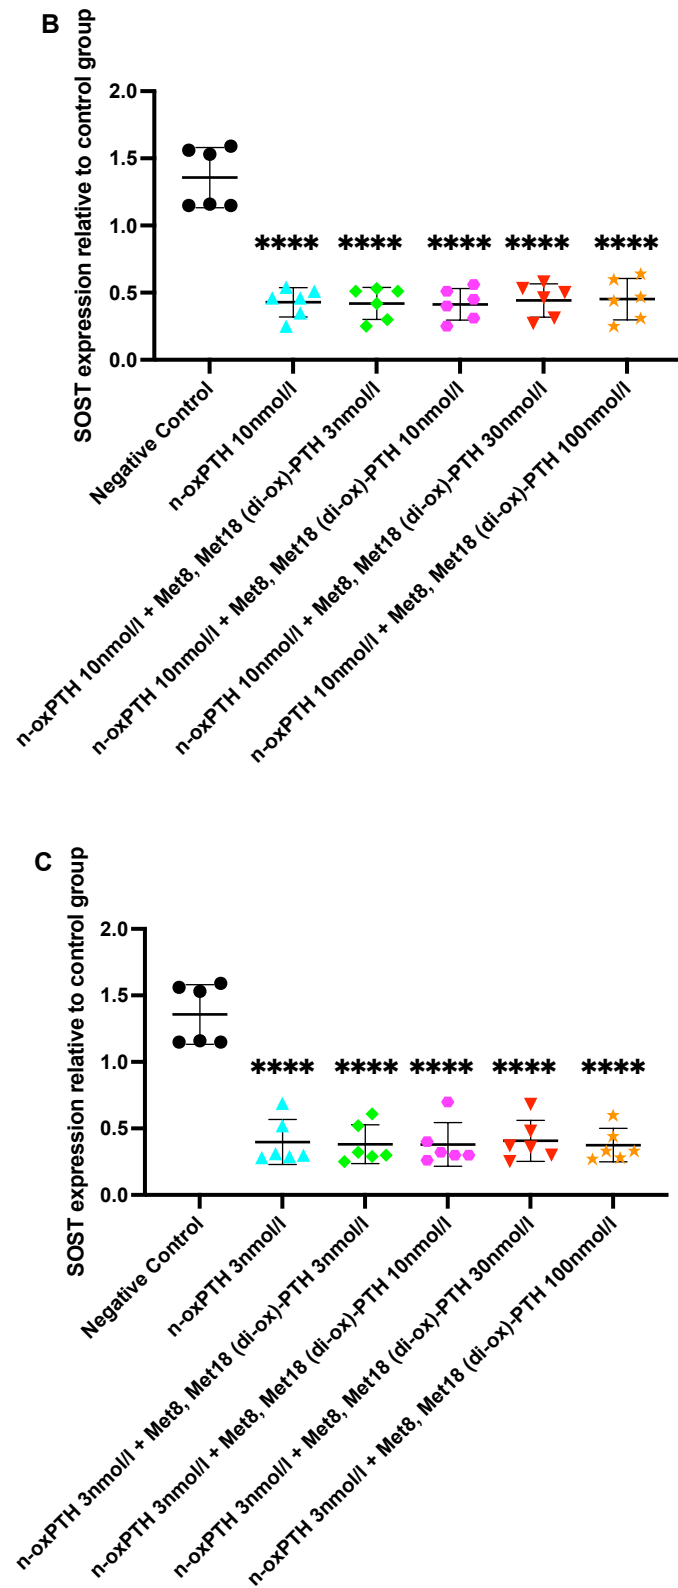 B
SOST expression relative to control group
2.0
1.5
1.0
0.5
0.0
**** **** **** **** ****
Negative Control
n-oxPTH 10nmol/l
n-oxPTH 10nmol/l + Met8, Met18 (di-ox)-PTH 3nmol/l
n-oxPTH 10nmol/l + Met8, Met18 (di-ox)-PTH 10nmol/l
n-oxPTH 10nmol/l + Met8, Met18 (di-ox)-PTH 30nmol/l
n-oxPTH 10nmol/l + Met8, Met18 (di-ox)-PTH 100nmol/l
C
SOST expression relative to control group
2.0
1.5
1.0
0.5
0.0
**** **** **** **** ****
Negative Control
n-oxPTH 3nmol/l
n-oxPTH 3nmol/l + Met8, Met18 (di-ox)-PTH 3nmol/l
n-oxPTH 3nmol/l + Met8, Met18 (di-ox)-PTH 10nmol/l
n-oxPTH 3nmol/l + Met8, Met18 (di-ox)-PTH 30nmol/l
n-oxPTH 3nmol/l + Met8, Met18 (di-ox)-PTH 100nmol/l